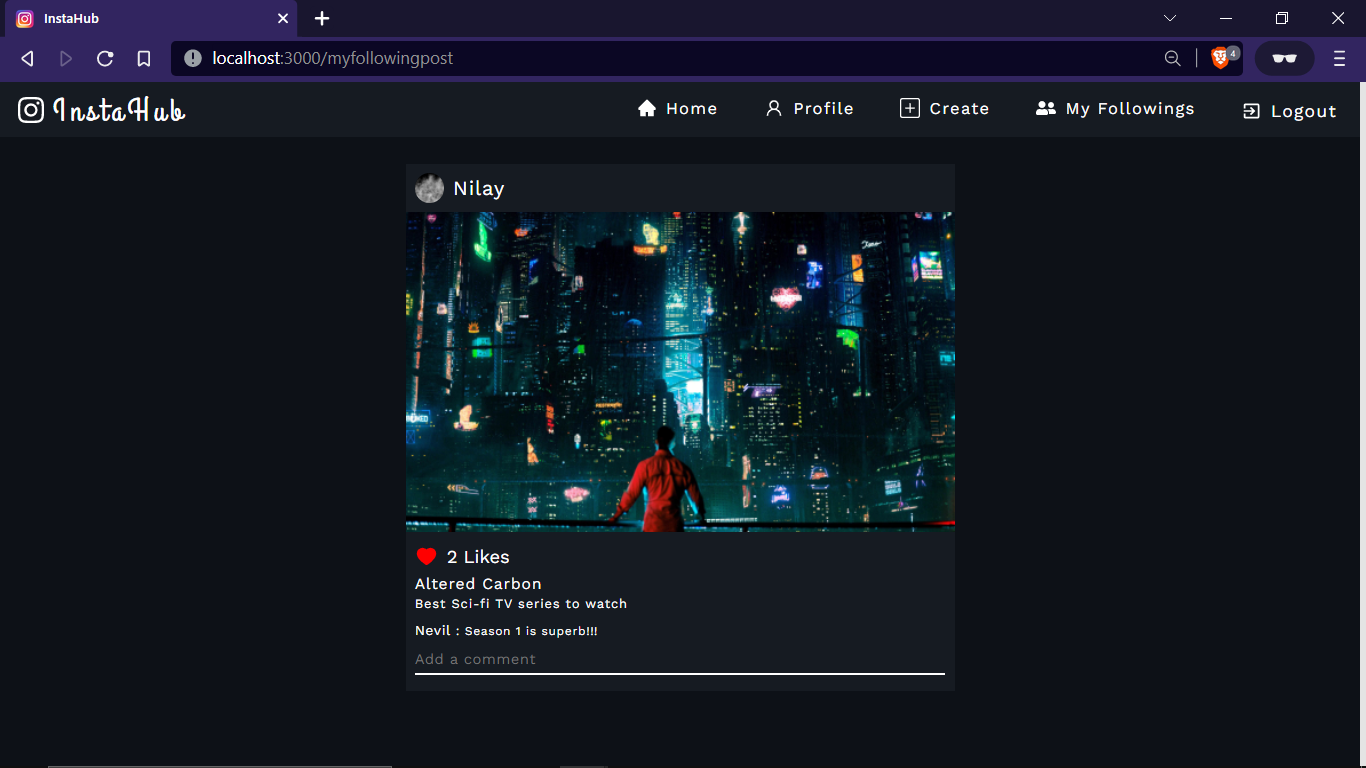 InstaHub
localhost:3000/myfollowingpost
4
InstaHub
Home
Profile
Create
My Followings
Logout
Nilay
2 Likes
Altered Carbon
Best Sci-fi TV series to watch
Nevil : Season 1 is superb!!!
Add a comment